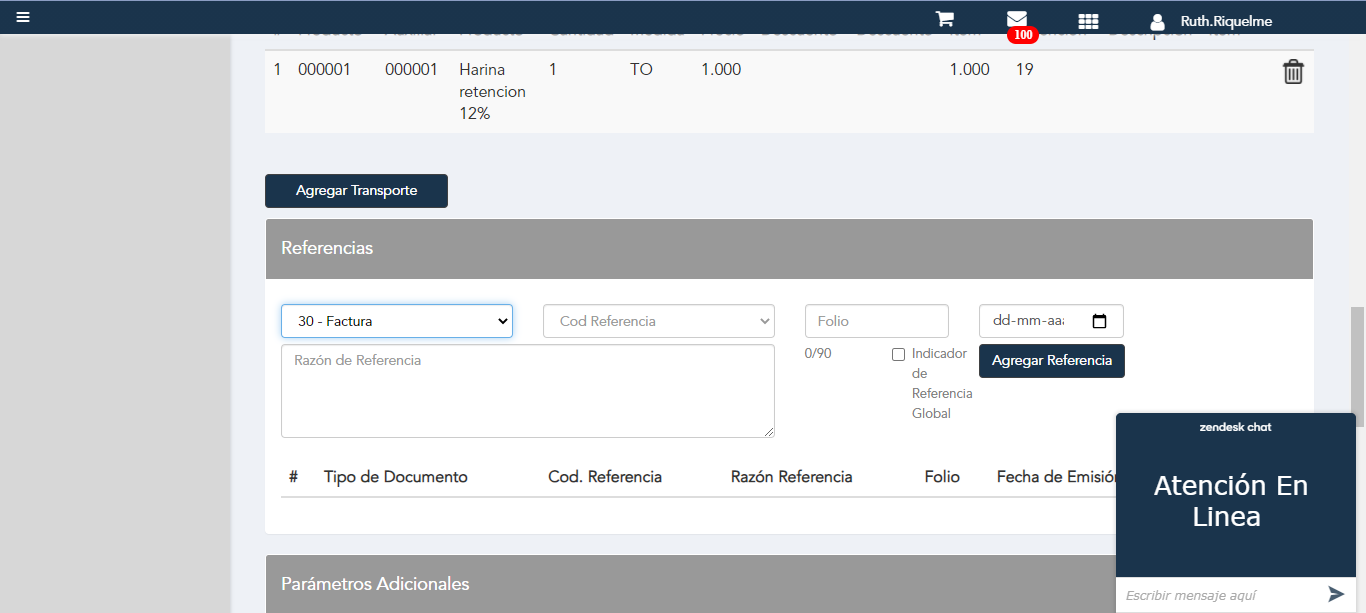 Ruth.Riquelme
100
1 000001 000001 Harina 1 TO 1.000 1.000 19
retencion
12%
Agregar Transporte
Referencias
30 - Factura Cod Referencia Folio dd-mm-aaa
Razón de Referencia 0/90 Indicador Agregar Referencia
de
Referencia
Global
zendesk chat
# Tipo de Documento Cod. Referencia Razón Referencia Folio Fecha de Emisión
Atención En
Linea
Parámetros Adicionales
Escribir mensaje aquí